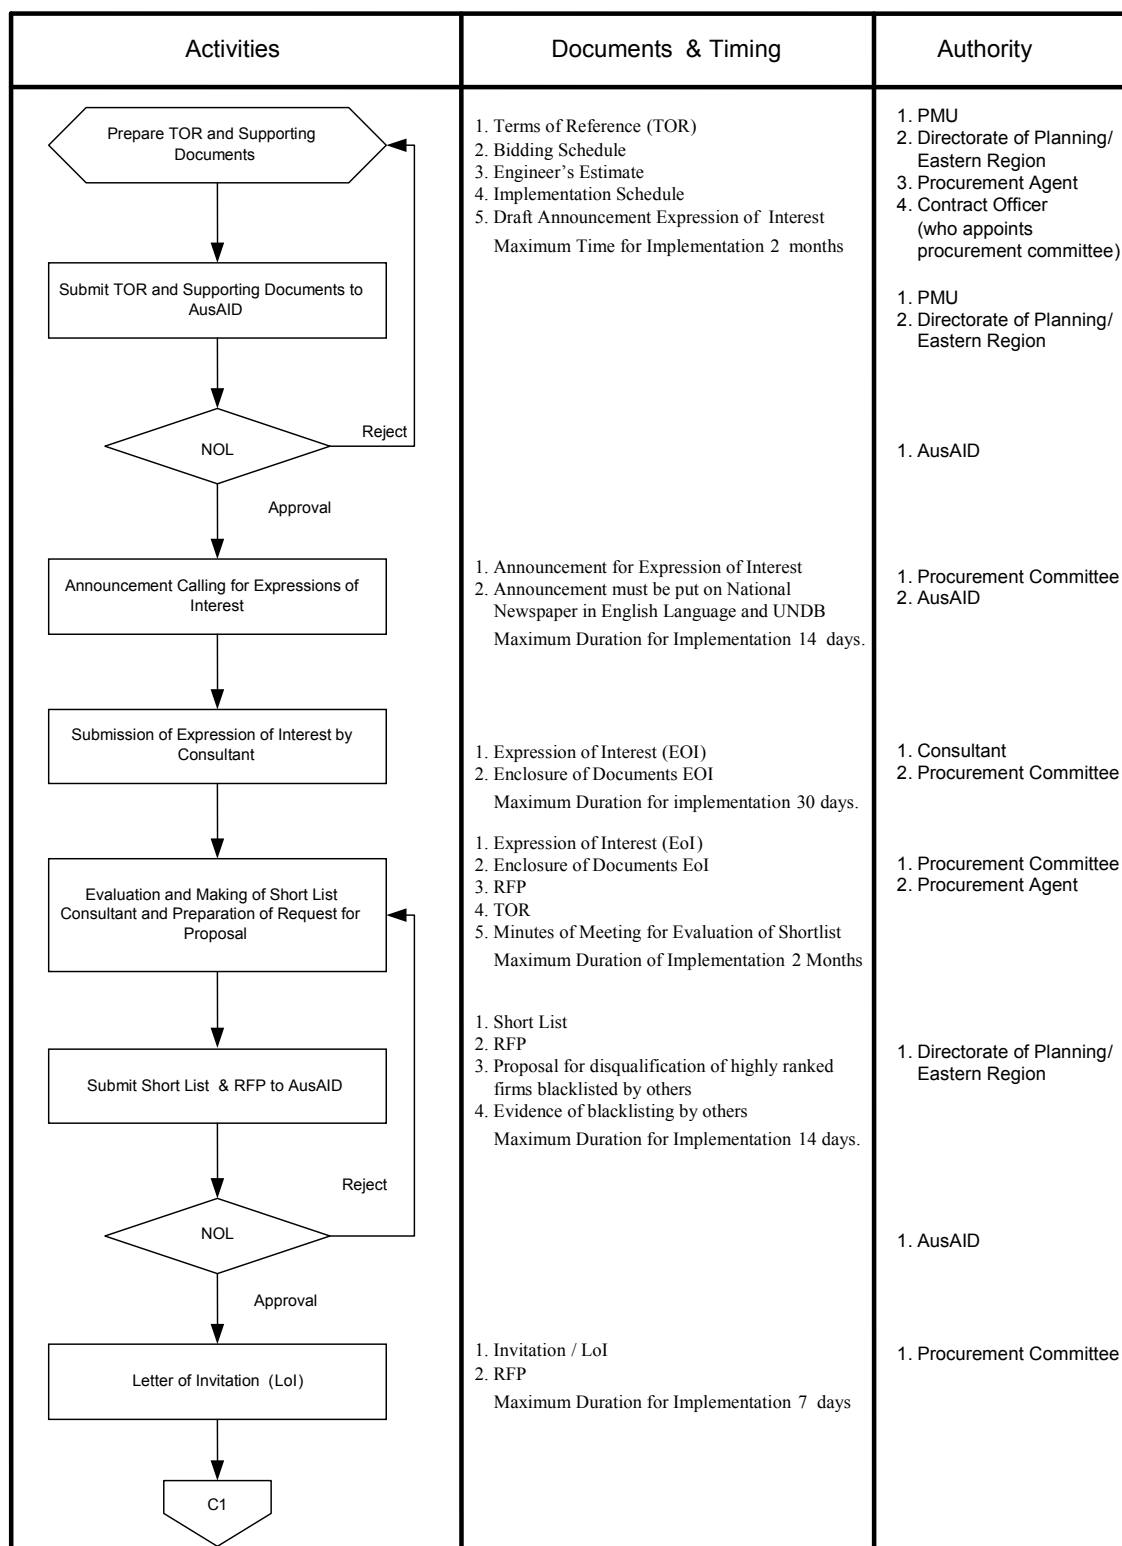 Activities
Documents & Timing
Authority
Prepare TOR and Supporting
Documents
1. Terms of Reference (TOR)
2. Bidding Schedule
3. Engineer's Estimate
4. Implementation Schedule
5. Draft Announcement Expression of Interest
Maximum Time for Implementation 2 months
1. PMU
2. Directorate of Planning/
Eastern Region
3. Procurement Agent
4. Contract Officer
(who appoints
procurement committee)
Submit TOR and Supporting Documents to
AusAID
1. PMU
2. Directorate of Planning/
Eastern Region
NOL
Reject
1. AusAID
Approval
Announcement Calling for Expressions of
Interest
1. Announcement for Expression of Interest
2. Announcement must be put on National
Newspaper in English Language and UNDB
Maximum Duration for Implementation 14 days.
1. Procurement Committee
2. AusAID
Submission of Expression of Interest by
Consultant
1. Expression of Interest (EOI)
2. Enclosure of Documents EOI
Maximum Duration for implementation 30 days.
1. Consultant
2. Procurement Committee
Evaluation and Making of Short List
Consultant and Preparation of Request for
Proposal
1. Expression of Interest (EoI)
2. Enclosure of Documents EoI
3. RFP
4. TOR
5. Minutes of Meeting for Evaluation of Shortlist
Maximum Duration of Implementation 2 Months
1. Procurement Committee
2. Procurement Agent
Submit Short List & RFP to AusAID
1. Short List
2. RFP
3. Proposal for disqualification of highly ranked
firms blacklisted by others
4. Evidence of blacklisting by others
Maximum Duration for Implementation 14 days.
1. Directorate of Planning/
Eastern Region
Reject
NOL
1. AusAID
Approval
Letter of Invitation (LoI)
1. Invitation / LoI
2. RFP
Maximum Duration for Implementation 7 days
1. Procurement Committee
C1